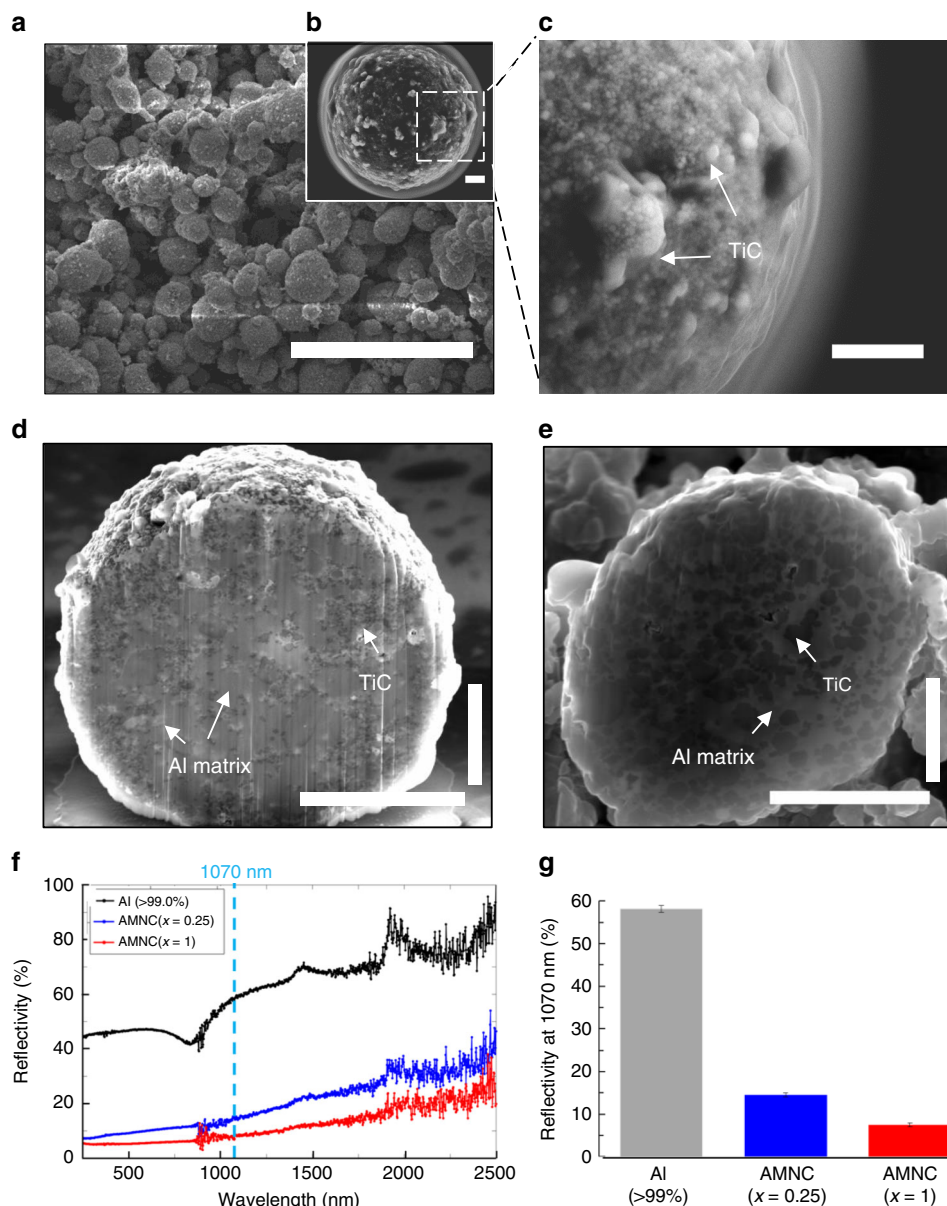 a
b
c
TiC
d
TiC
Al matrix
e
TiC
Al matrix
f
1070 nm
100
80
60
40
20
0
Reflectivity (%)
Al (>99.0%)
AMNC(x = 0.25)
AMNC(x = 1)
500
1000
1500
2000
2500
Wavelength (nm)
g
60
50
40
30
20
10
0
Reflectivity at 1070 nm (%)
Al
(>99%)
AMNC
(x = 0.25)
AMNC
(x = 1)